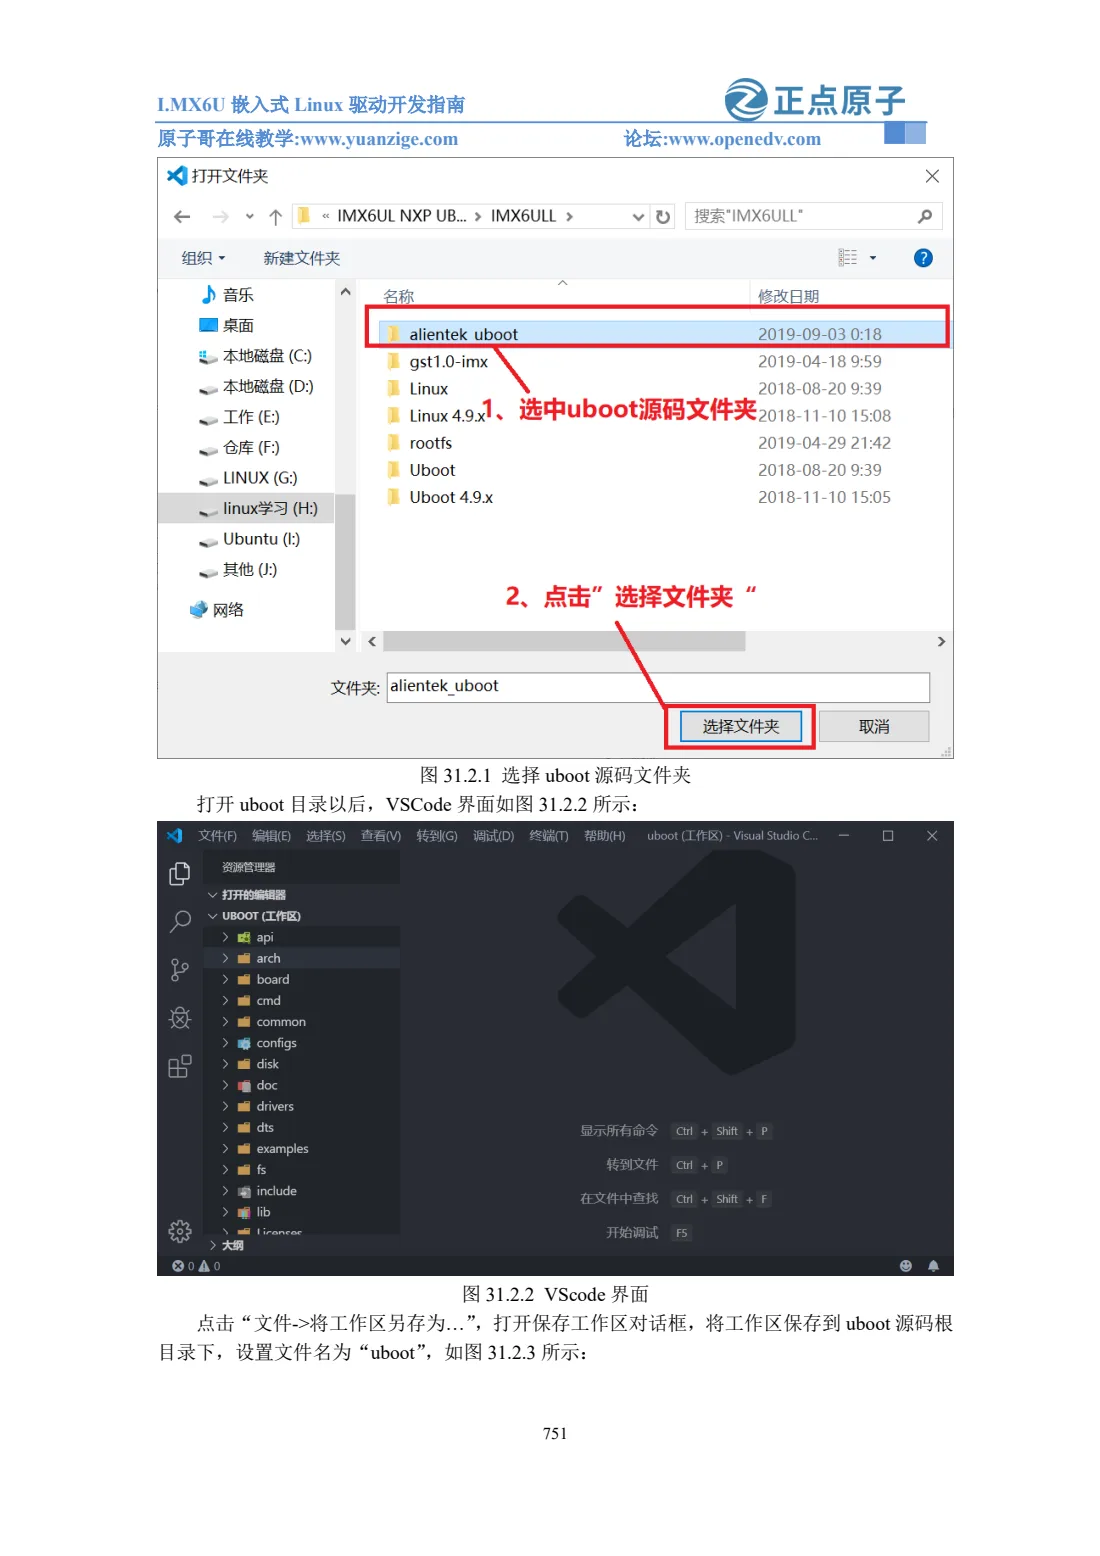 I.MX6U 嵌入式 Linux 驱动开发指南
正点原子
原子哥在线教学:www.yuanzige.com 论坛:www.openedv.com
打开文件夹
« IMX6UL NXP UB... > IMX6ULL >
搜索"IMX6ULL"
组织
新建文件夹
名称 修改日期
音乐
桌面
本地磁盘 (C:)
本地磁盘 (D:)
工作 (E:)
仓库 (F:)
LINUX (G:)
linux学习 (H:)
Ubuntu (I:)
其他 (J:)
网络
alientek_uboot 2019-09-03 0:18
gst1.0-imx 2019-04-18 9:59
Linux 2018-08-20 9:39
Linux 4.9.x 2018-11-10 15:08
rootfs 2019-04-29 21:42
Uboot 2018-08-20 9:39
Uboot 4.9.x 2018-11-10 15:05
1、选中uboot源码文件夹
2、点击”选择文件夹“
文件夹: alientek_uboot
选择文件夹 取消
图 31.2.1 选择 uboot 源码文件夹
打开 uboot 目录以后，VSCode 界面如图 31.2.2 所示：
文件(F) 编辑(E) 选择(S) 查看(V) 转到(G) 调试(D) 终端(T) 帮助(H) uboot (工作区) - Visual Studio C...
资源管理器
打开的编辑器
UBOOT (工作区)
api
arch
board
cmd
common
configs
disk
doc
drivers
dts
examples
fs
include
lib
Licenses
大纲
显示所有命令 Ctrl + Shift + P
转到文件 Ctrl + P
在文件中查找 Ctrl + Shift + F
开始调试 F5
0 0
图 31.2.2 VScode 界面
点击“文件->将工作区另存为…”，打开保存工作区对话框，将工作区保存到 uboot 源码根
目录下，设置文件名为“uboot”，如图 31.2.3 所示：
751